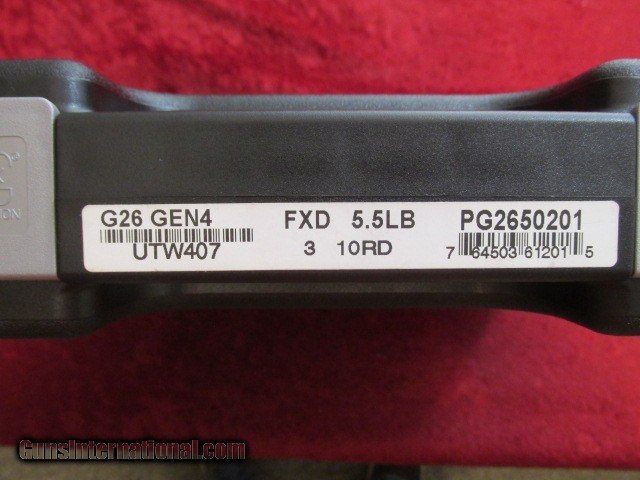 G26 GEN4 FXD 5.5LB PG2650201
UTW407 3 10RD 7 64503 61201 5
GunsInternational.com